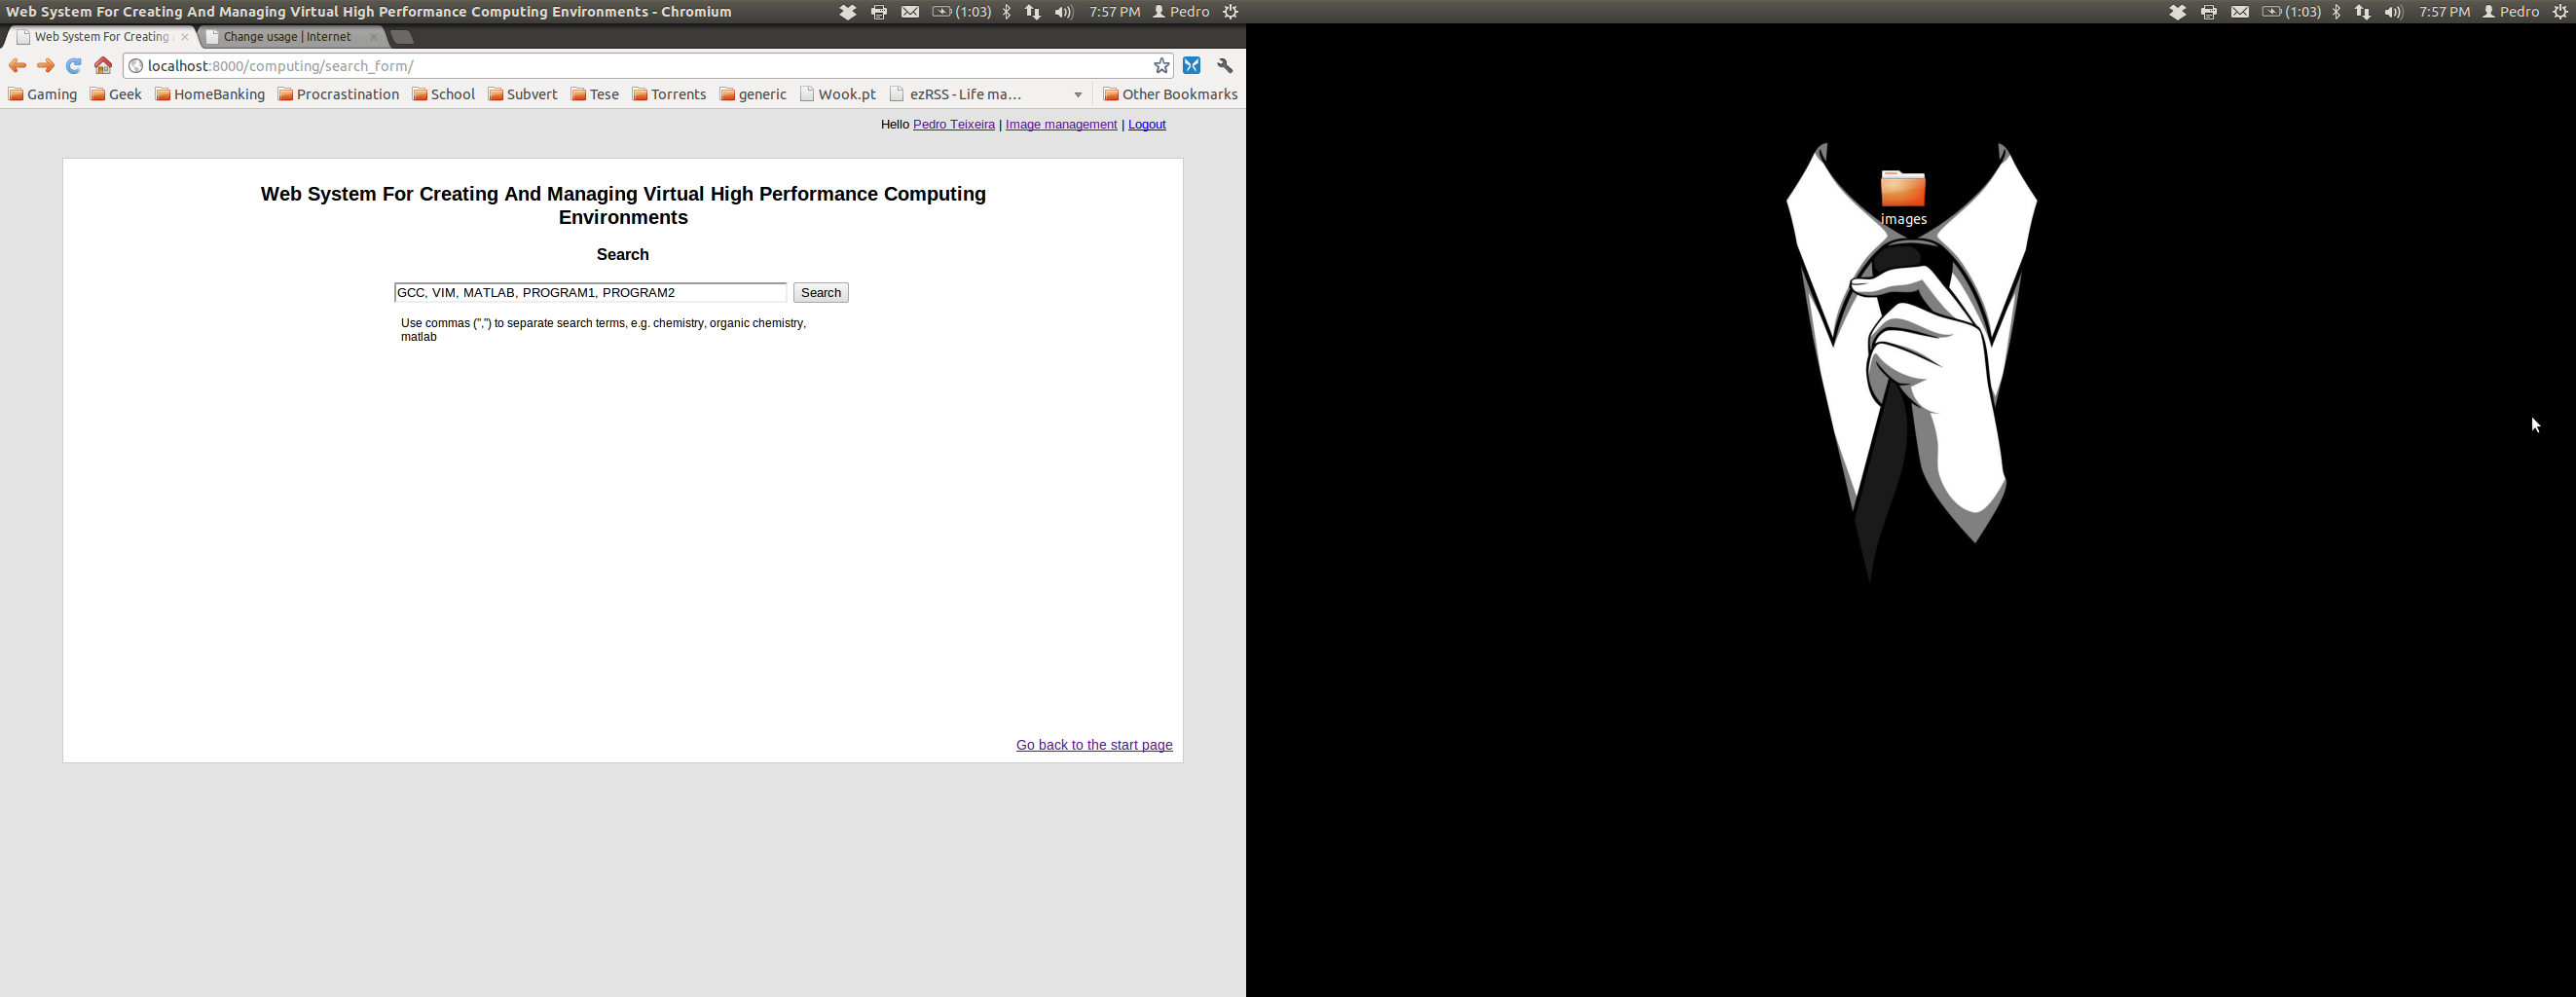 Web System For Creating And Managing Virtual High Performance Computing Environments - Chromium (1:03) 7:57 PM Pedro (1:03) 7:57 PM Pedro
Web System For Creating Change usage | Internet
localhost:8000/computing/search_form/
Gaming Geek HomeBanking Procrastination School Subvert Tese Torrents generic Wook.pt ezRSS - Life ma... Other Bookmarks
Hello Pedro Teixeira | Image management | Logout
Web System For Creating And Managing Virtual High Performance Computing
Environments
Search
GCC, VIM, MATLAB, PROGRAM1, PROGRAM2 Search
Use commas (",") to separate search terms, e.g. chemistry, organic chemistry,
matlab
Go back to the start page
images